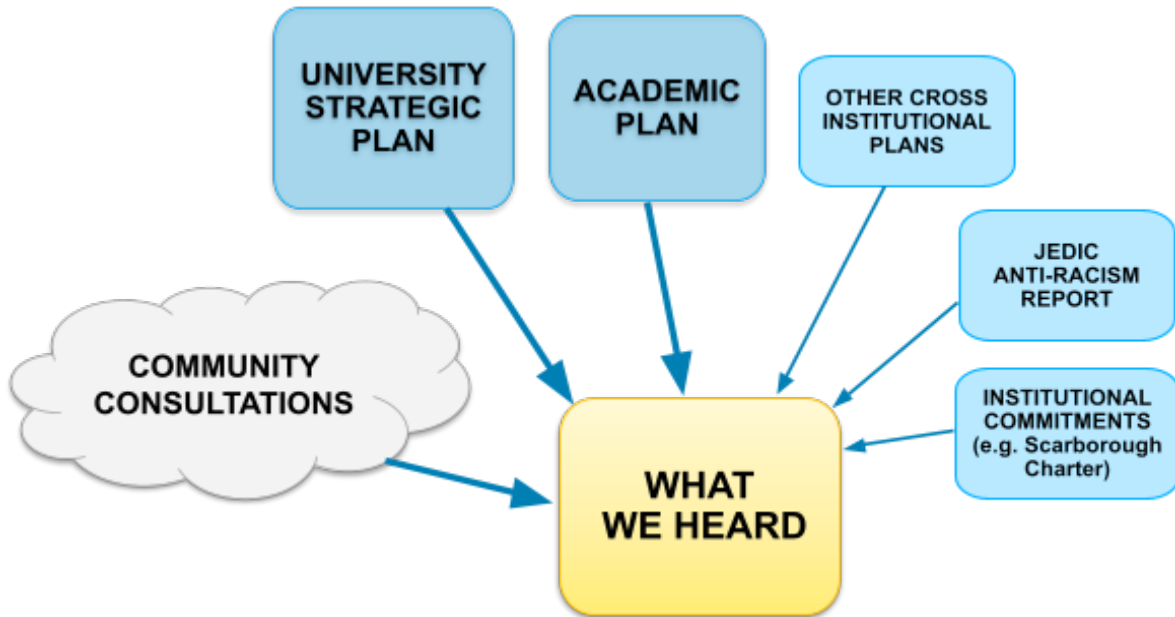 UNIVERSITY
STRATEGIC
PLAN
ACADEMIC
PLAN
OTHER CROSS
INSTITUTIONAL
PLANS
JEDIC
ANTI-RACISM
REPORT
COMMUNITY
CONSULTATIONS
INSTITUTIONAL
COMMITMENTS
(e.g. Scarborough
Charter)
WHAT
WE HEARD